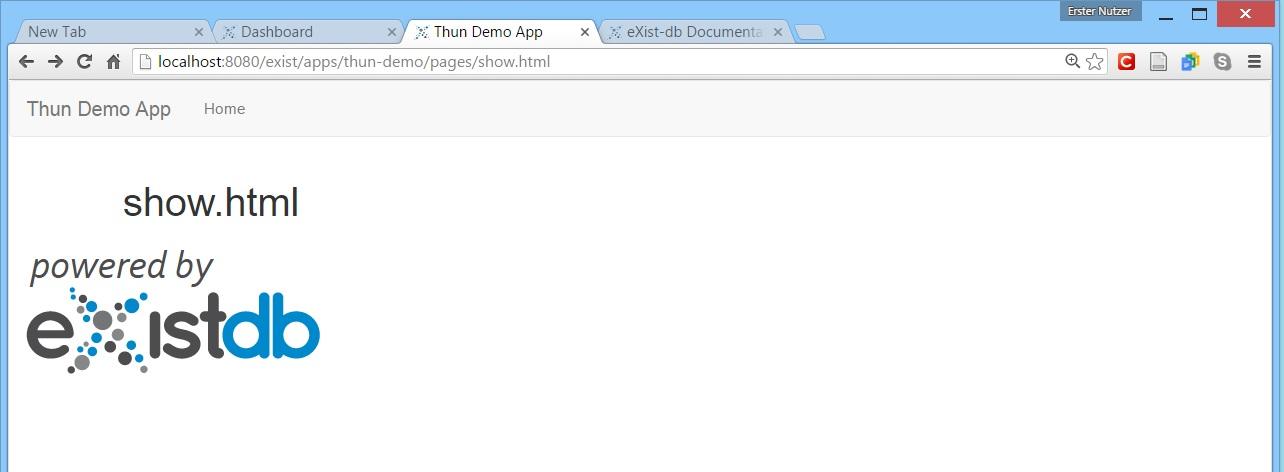 Erster Nutzer
New Tab
Dashboard
Thun Demo App
eXist-db Documenta
localhost:8080/exist/apps/thun-demo/pages/show.html
Thun Demo App Home
show.html
powered by
eXistdb